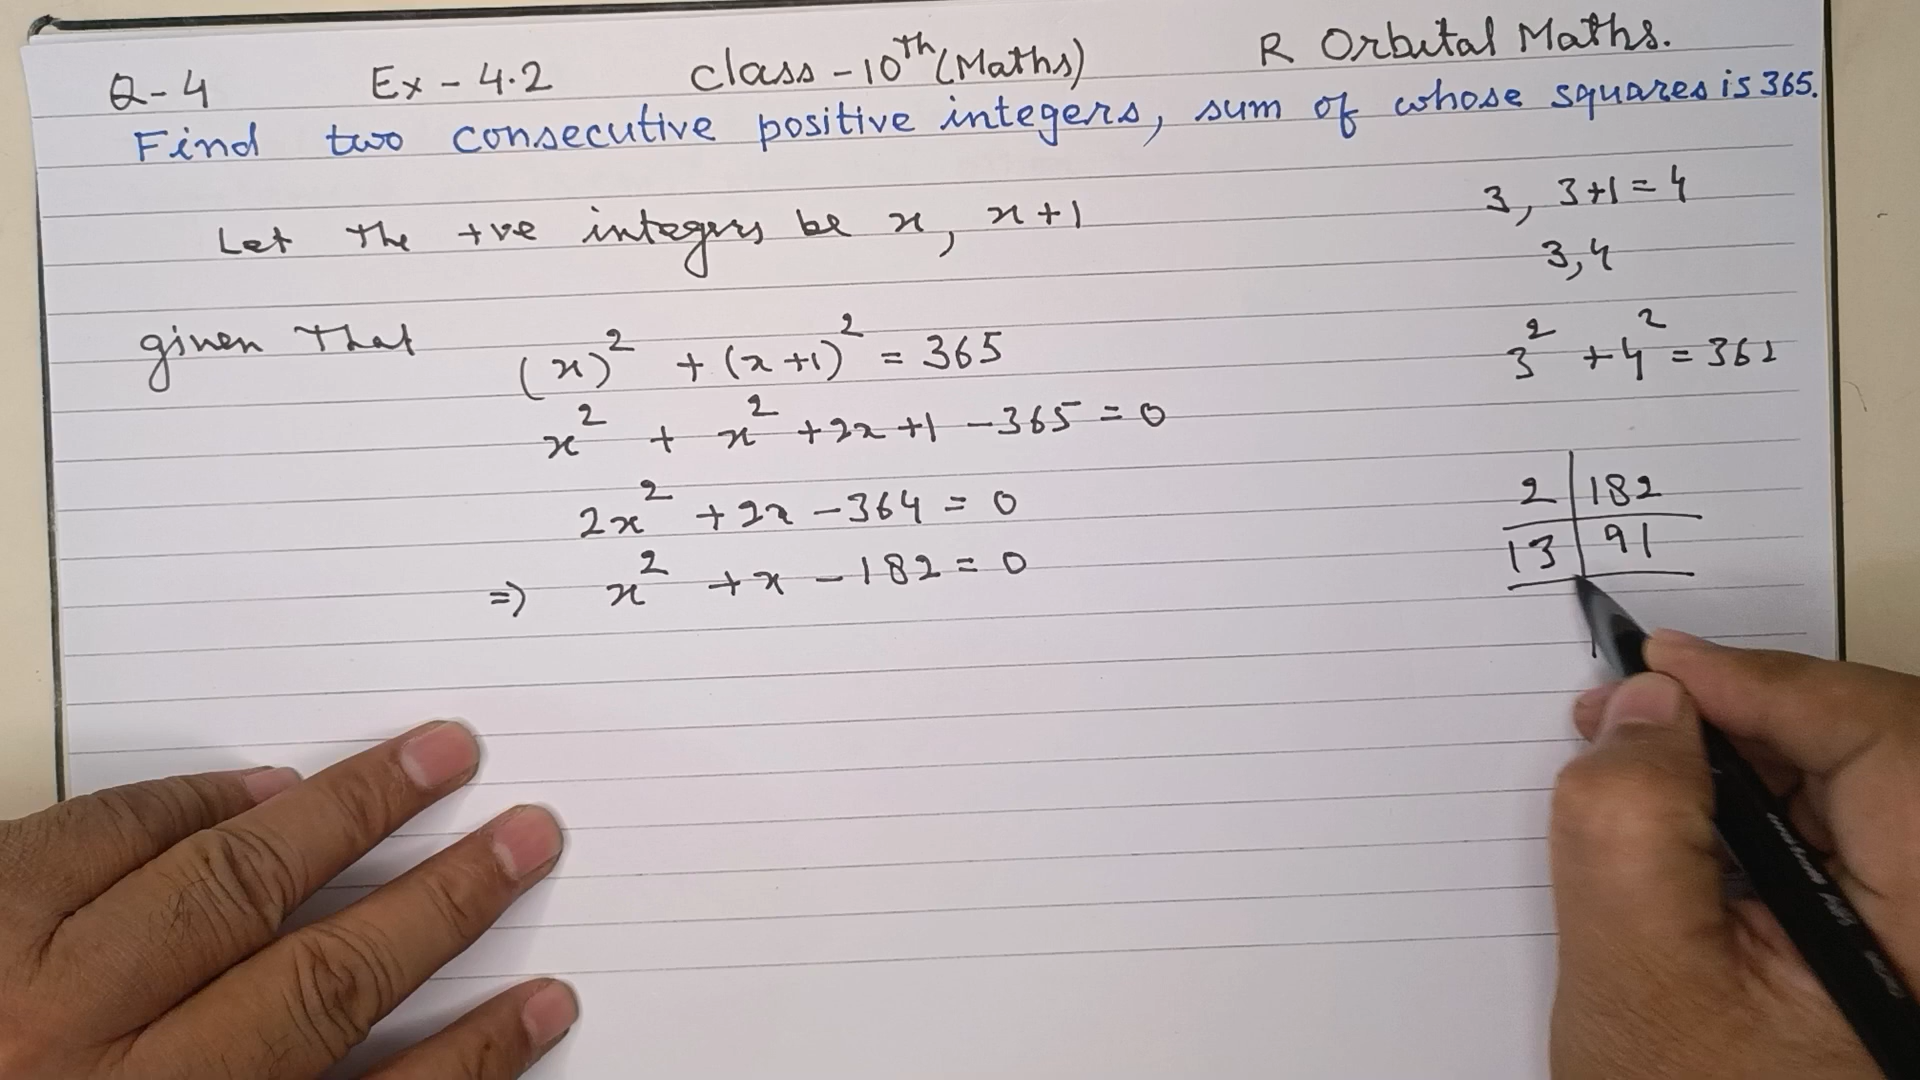 Q-4 Ex-4.2 Class-10th (Maths) R Orbital Maths.
Find two consecutive positive integers, sum of whose squares is 365.
Let the +ve integers be x, x+1
3, 3+1=4
3,4
given that (x)² + (x+1)² = 365
3² + 4² = 361
x² + x² + 2x + 1 - 365 = 0
2x² + 2x - 364 = 0
2 | 182
13 | 91
=> x² + x - 182 = 0